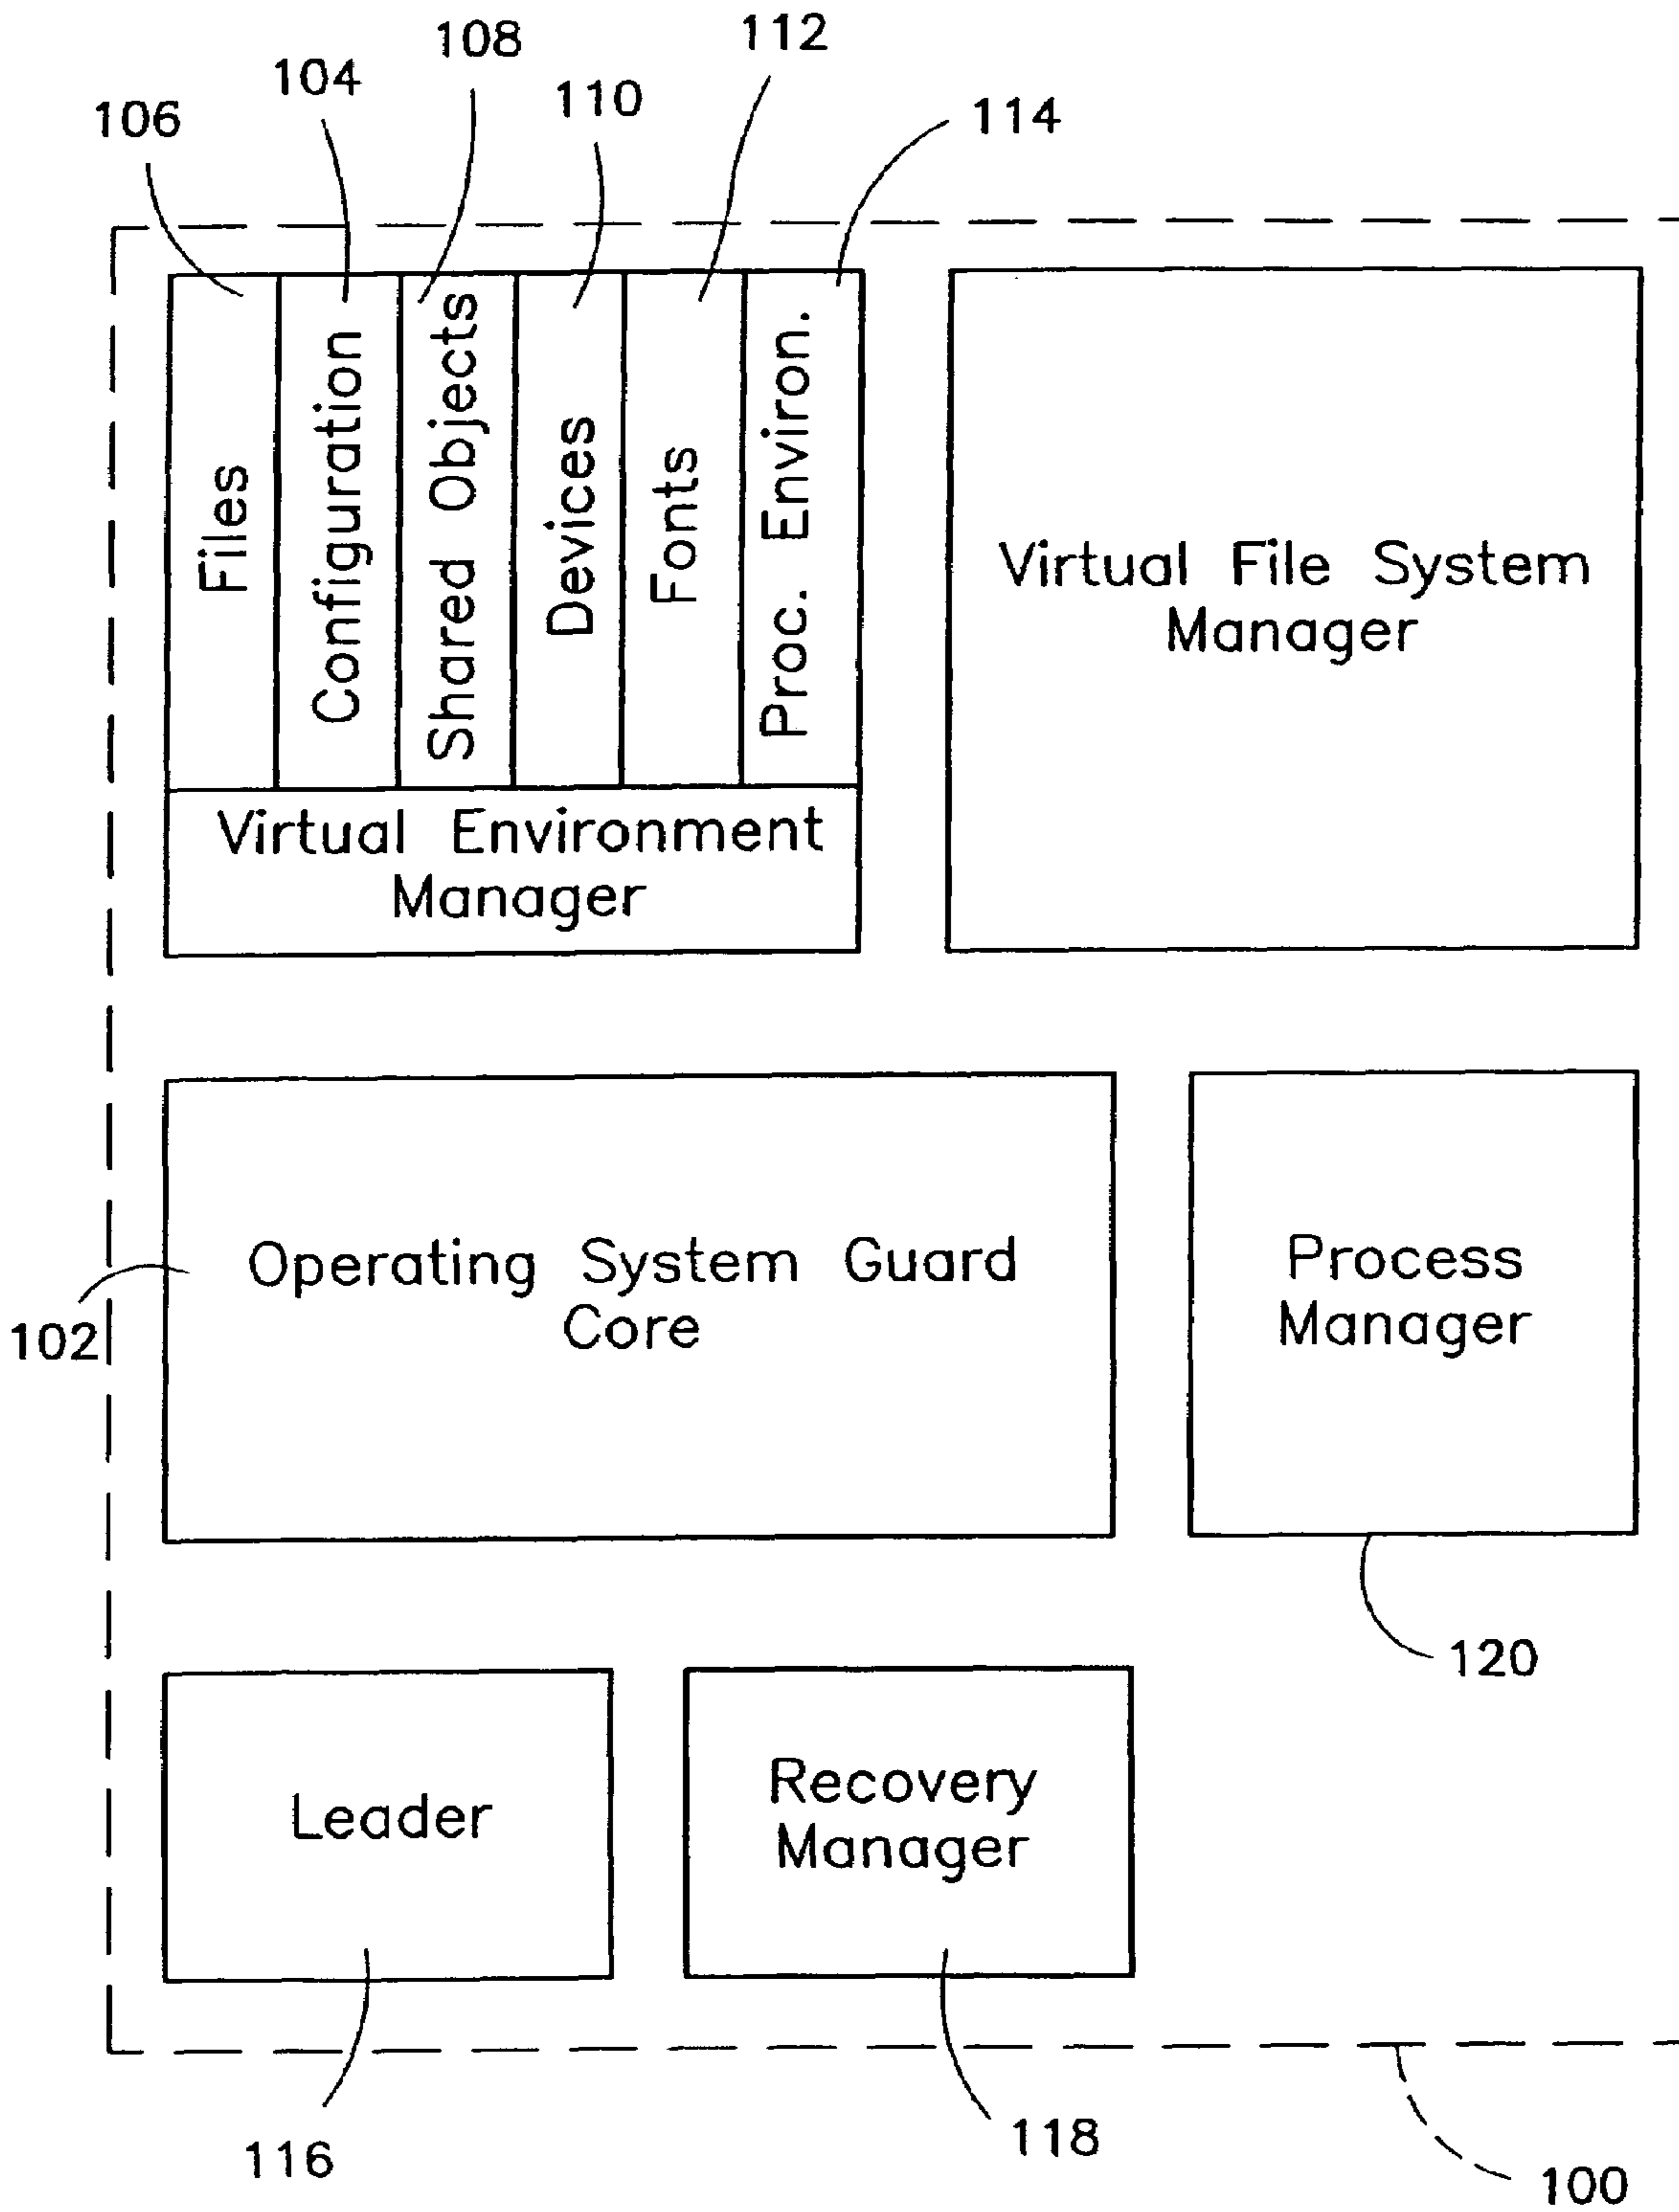 108
112
104
110
106
114
Files
Configuration
Shared Objects
Devices
Fonts
Proc. Environ.
Virtual Environment
Manager
Virtual File System
Manager
Operating System Guard
Core
102
Process
Manager
120
Leader
Recovery
Manager
116
118
100